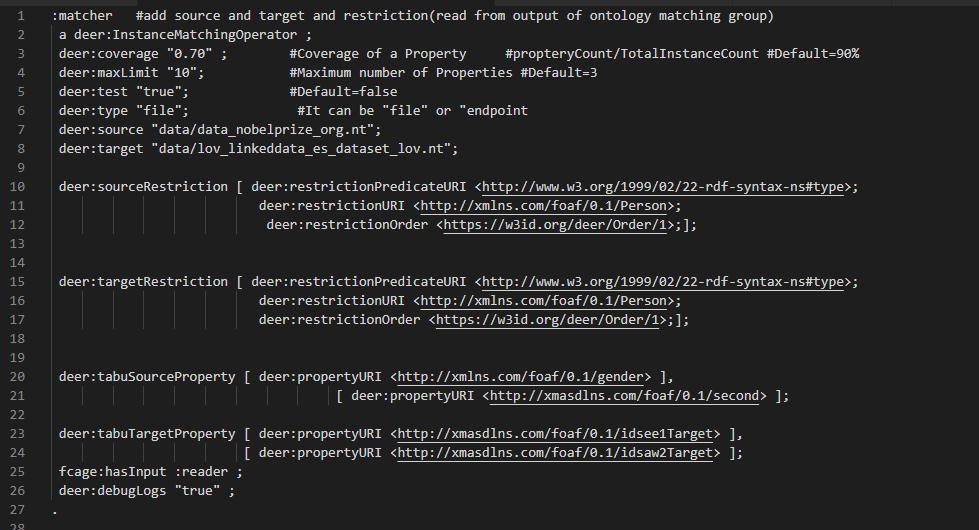 1 :matcher #add source and target and restriction(read from output of ontology matching group)
2 a deer:InstanceMatchingOperator ;
3 deer:coverage "0.70" ; #Coverage of a Property #propteryCount/TotalInstanceCount #Default=90%
4 deer:maxLimit "10"; #Maximum number of Properties #Default=3
5 deer:test "true"; #Default=false
6 deer:type "file"; #It can be "file" or "endpoint
7 deer:source "data/data_nobelprize_org.nt";
8 deer:target "data/lov_linkeddata_es_dataset_lov.nt";
9
10 deer:sourceRestriction [ deer:restrictionPredicateURI <http://www.w3.org/1999/02/22-rdf-syntax-ns#type>;
11 deer:restrictionURI <http://xmlns.com/foaf/0.1/Person>;
12 deer:restrictionOrder <https://w3id.org/deer/Order/1>;];
13
14
15 deer:targetRestriction [ deer:restrictionPredicateURI <http://www.w3.org/1999/02/22-rdf-syntax-ns#type>;
16 deer:restrictionURI <http://xmlns.com/foaf/0.1/Person>;
17 deer:restrictionOrder <https://w3id.org/deer/Order/1>;];
18
19
20 deer:tabuSourceProperty [ deer:propertyURI <http://xmlns.com/foaf/0.1/gender> ],
21 [ deer:propertyURI <http://xmasdlns.com/foaf/0.1/second> ];
22
23 deer:tabuTargetProperty [ deer:propertyURI <http://xmasdlns.com/foaf/0.1/idsee1Target> ],
24 [ deer:propertyURI <http://xmasdlns.com/foaf/0.1/idsaw2Target> ];
25 fcage:hasInput :reader ;
26 deer:debugLogs "true" ;
27 .
28